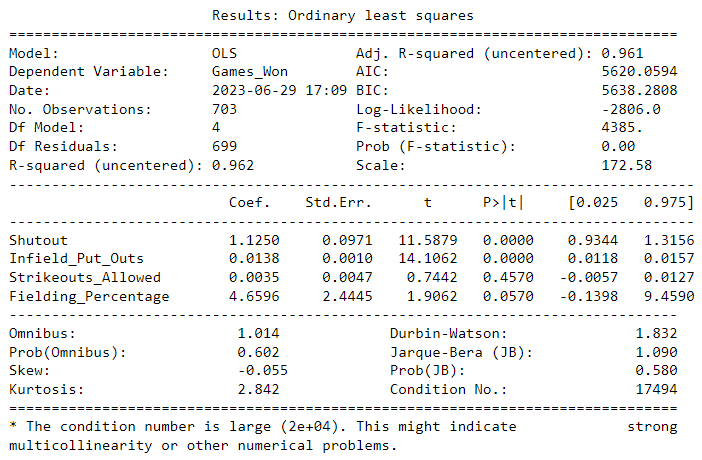 Results: Ordinary least squares
Model: OLS Adj. R-squared (uncentered): 0.961
Dependent Variable: Games_Won AIC: 5620.0594
Date: 2023-06-29 17:09 BIC: 5638.2808
No. Observations: 703 Log-Likelihood: -2806.0
Df Model: 4 F-statistic: 4385.
Df Residuals: 699 Prob (F-statistic): 0.00
R-squared (uncentered): 0.962 Scale: 172.58
Coef. Std.Err. t P>|t| [0.025 0.975]
Shutout 1.1250 0.0971 11.5879 0.0000 0.9344 1.3156
Infield_Put_Outs 0.0138 0.0010 14.1062 0.0000 0.0118 0.0157
Strikeouts_Allowed 0.0035 0.0047 0.7442 0.4570 -0.0057 0.0127
Fielding_Percentage 4.6596 2.4445 1.9062 0.0570 -0.1398 9.4590
Omnibus: 1.014 Durbin-Watson: 1.832
Prob(Omnibus): 0.602 Jarque-Bera (JB): 1.090
Skew: -0.055 Prob(JB): 0.580
Kurtosis: 2.842 Condition No.: 17494
* The condition number is large (2e+04). This might indicate strong
multicollinearity or other numerical problems.